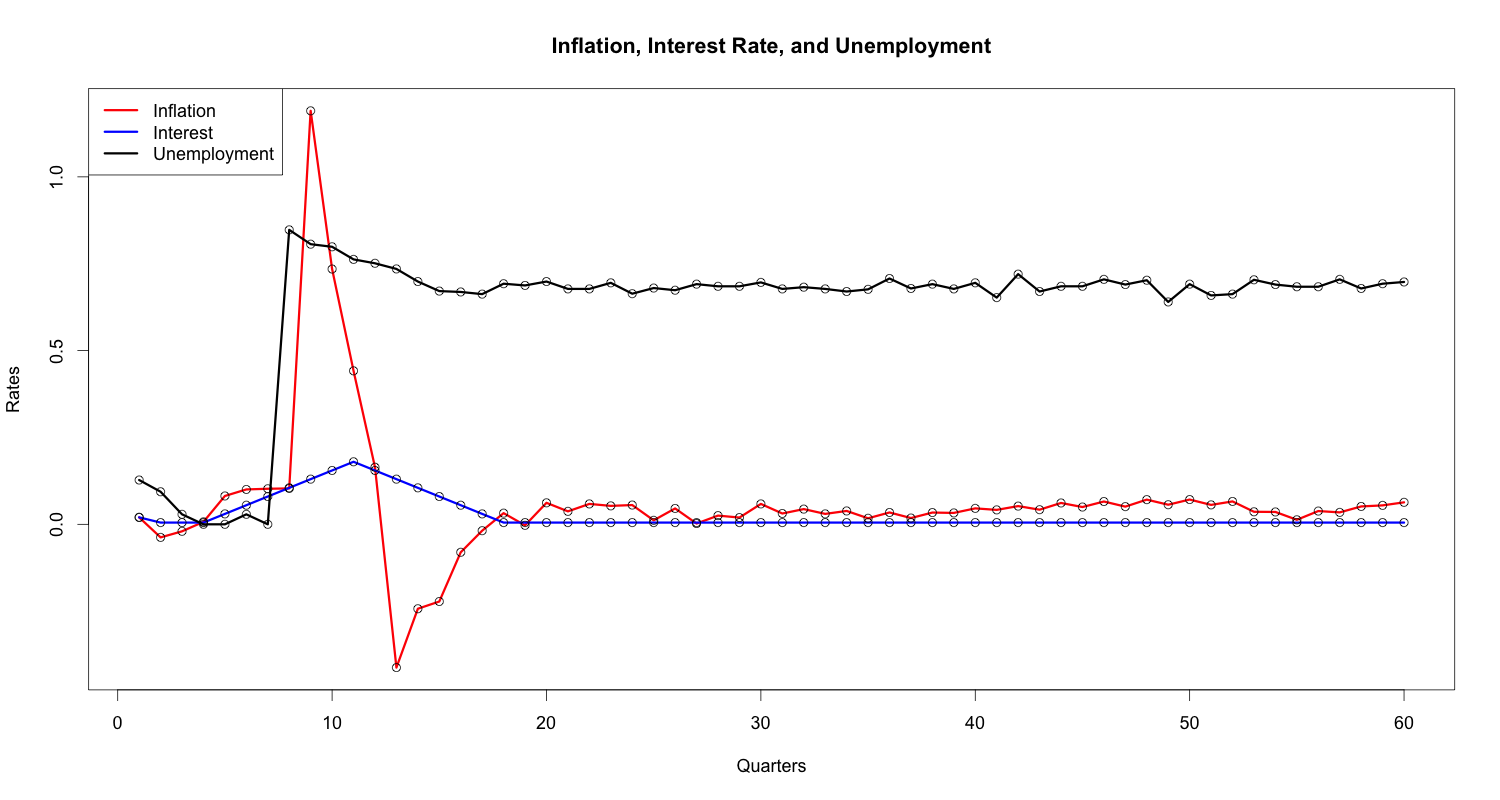 Inflation, Interest Rate, and Unemployment
Inflation
Interest
Unemployment
1.0
0.5
0.0
Rates
0 10 20 30 40 50 60
Quarters